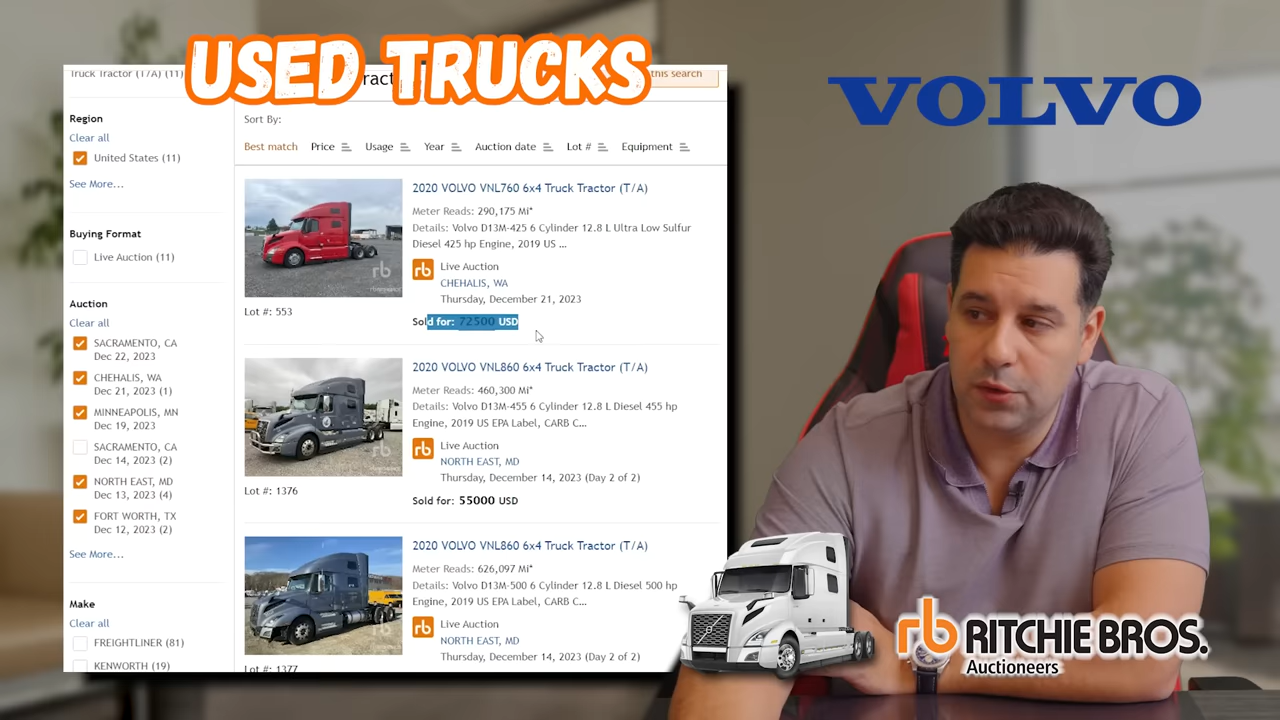 USED TRUCKS
VOLVO
Truck Tractor (T/A) (11)
this search
Region
Clear all
United States (11)
See More...
Buying Format
Live Auction (11)
Auction
Clear all
SACRAMENTO, CA
Dec 22, 2023
CHEHALIS, WA
Dec 21, 2023 (1)
MINNEAPOLIS, MN
Dec 19, 2023
SACRAMENTO, CA
Dec 14, 2023 (2)
NORTH EAST, MD
Dec 13, 2023 (4)
FORT WORTH, TX
Dec 12, 2023 (2)
See More...
Make
Clear all
FREIGHTLINER (81)
KENWORTH (19)
Sort By:
Best match Price Usage Year Auction date Lot # Equipment
2020 VOLVO VNL760 6x4 Truck Tractor (T/A)
Meter Reads: 290,175 Mi*
Details: Volvo D13M-425 6 Cylinder 12.8 L Ultra Low Sulfur
Diesel 425 hp Engine, 2019 US ...
rb Live Auction
CHEHALIS, WA
Thursday, December 21, 2023
Lot #: 553
Sold for: 72500 USD
rb
2020 VOLVO VNL860 6x4 Truck Tractor (T/A)
Meter Reads: 460,300 Mi*
Details: Volvo D13M-455 6 Cylinder 12.8 L Diesel 455 hp
Engine, 2019 US EPA Label, CARB C...
rb Live Auction
NORTH EAST, MD
Thursday, December 14, 2023 (Day 2 of 2)
Lot #: 1376
Sold for: 55000 USD
rb
2020 VOLVO VNL860 6x4 Truck Tractor (T/A)
Meter Reads: 626,097 Mi*
Details: Volvo D13M-500 6 Cylinder 12.8 L Diesel 500 hp
Engine, 2019 US EPA Label, CARB C...
rb Live Auction
NORTH EAST, MD
Thursday, December 14, 2023 (Day 2 of 2)
Lot #: 1377
rb
rb RITCHIE BROS.
Auctioneers